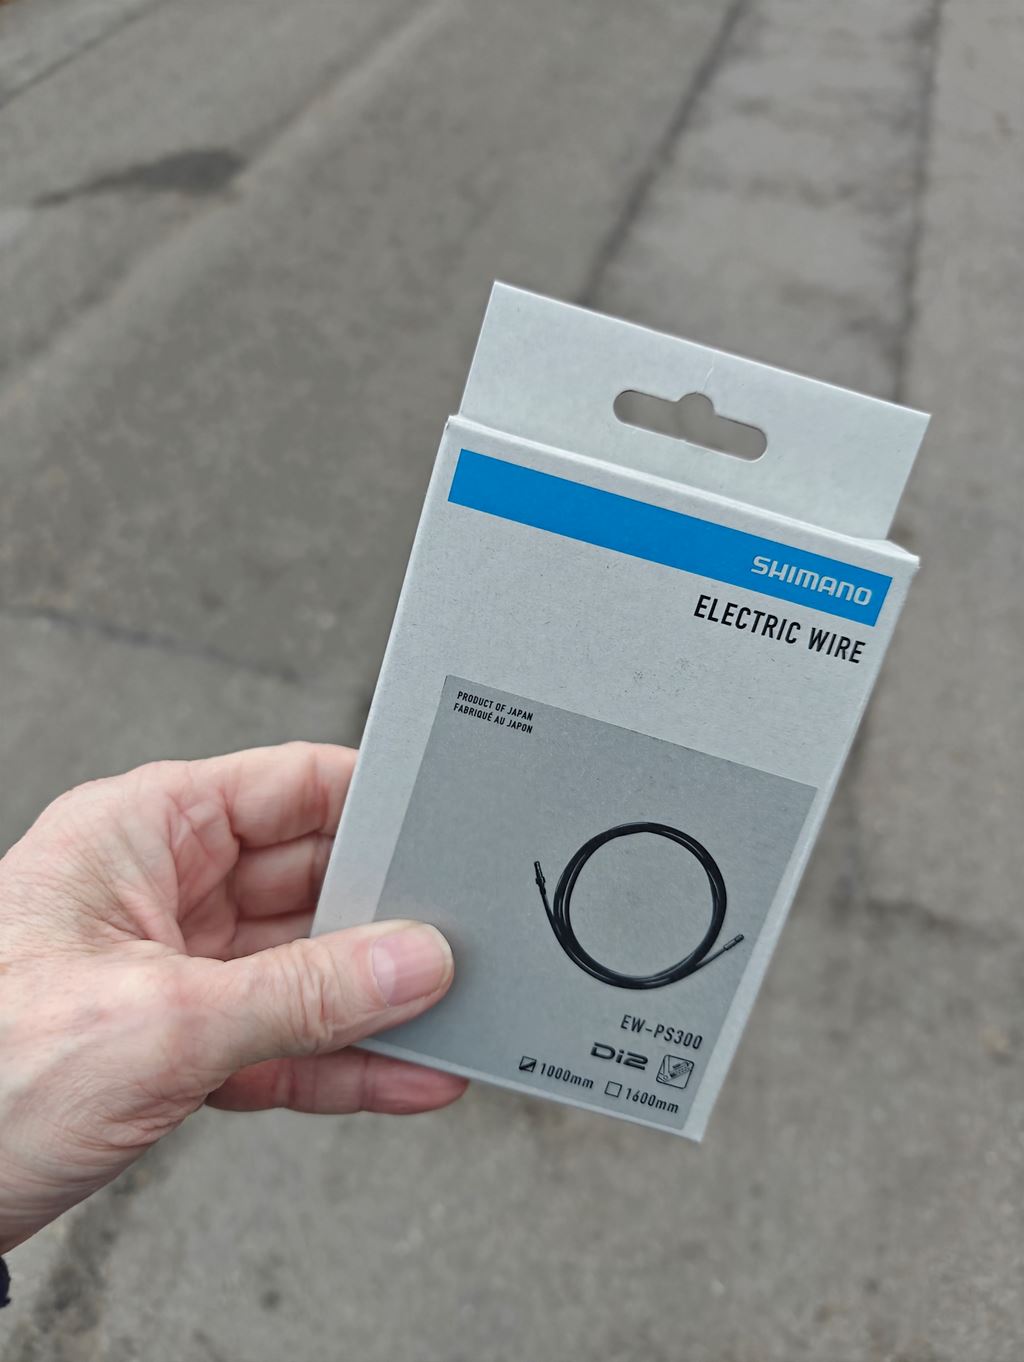 SHIMANO
ELECTRIC WIRE
PRODUCT OF JAPAN
FABRIQUÉ AU JAPON
EW-PS300
Di2
1000mm 1600mm